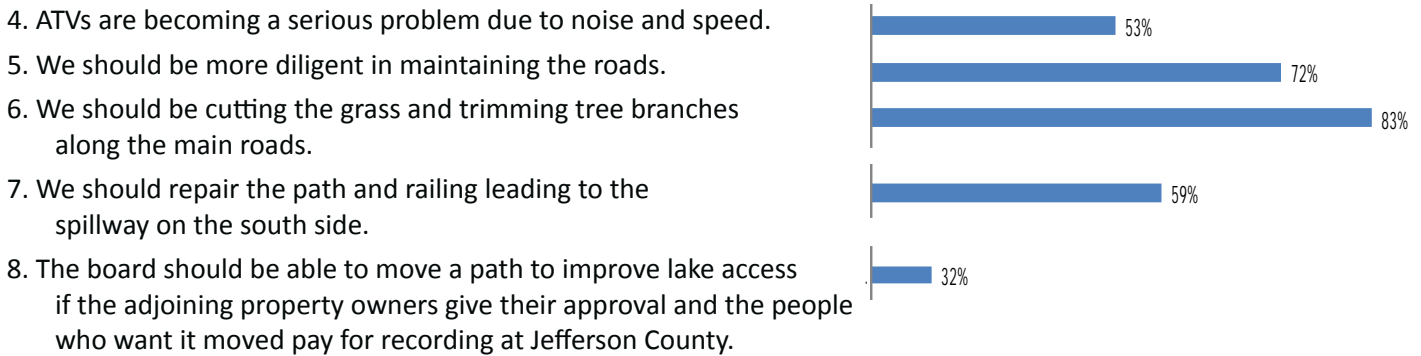 4. ATVs are becoming a serious problem due to noise and speed.
53%
5. We should be more diligent in maintaining the roads.
72%
6. We should be cutting the grass and trimming tree branches
along the main roads.
83%
7. We should repair the path and railing leading to the
spillway on the south side.
59%
8. The board should be able to move a path to improve lake access
if the adjoining property owners give their approval and the people
who want it moved pay for recording at Jefferson County.
32%